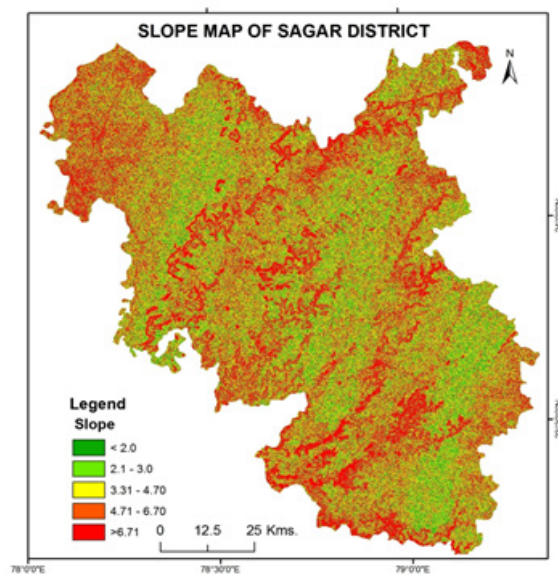 SLOPE MAP OF SAGAR DISTRICT
N
Legend
Slope
< 2.0
2.1 - 3.0
3.31 - 4.70
4.71 - 6.70
>6.71
0 12.5 25 Kms.
78°0'0"E 78°30'0"E 79°0'0"E